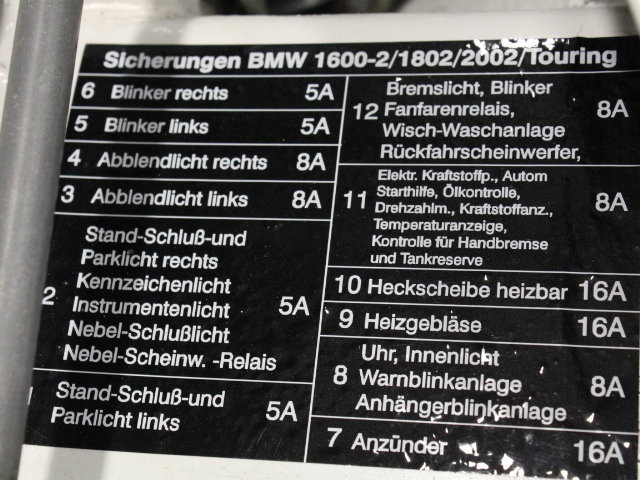 Sicherungen BMW 1600-2/1802/2002/Touring
6 Blinker rechts 5A
5 Blinker links 5A
4 Abblendlicht rechts 8A
3 Abblendlicht links 8A
Stand-Schluß-und
Parklicht rechts
Kennzeichenlicht
2 Instrumentenlicht 5A
Nebel-Schlußlicht
Nebel-Scheinw. -Relais
Stand-Schluß-und
Parklicht links 5A
Bremslicht, Blinker
12 Fanfarenrelais, 8A
Wisch-Waschanlage
Rückfahrscheinwerfer,
Elektr. Kraftstoffp., Autom
Starthilfe, Ölkontrolle,
11 Drehzahlm., Kraftstoffanz., 8A
Temperaturanzeige,
Kontrolle für Handbremse
und Tankreserve
10 Heckscheibe heizbar 16A
9 Heizgebläse 16A
Uhr, Innenlicht
8 Warnblinkanlage 8A
Anhängerblinkanlage
7 Anzünder 16A